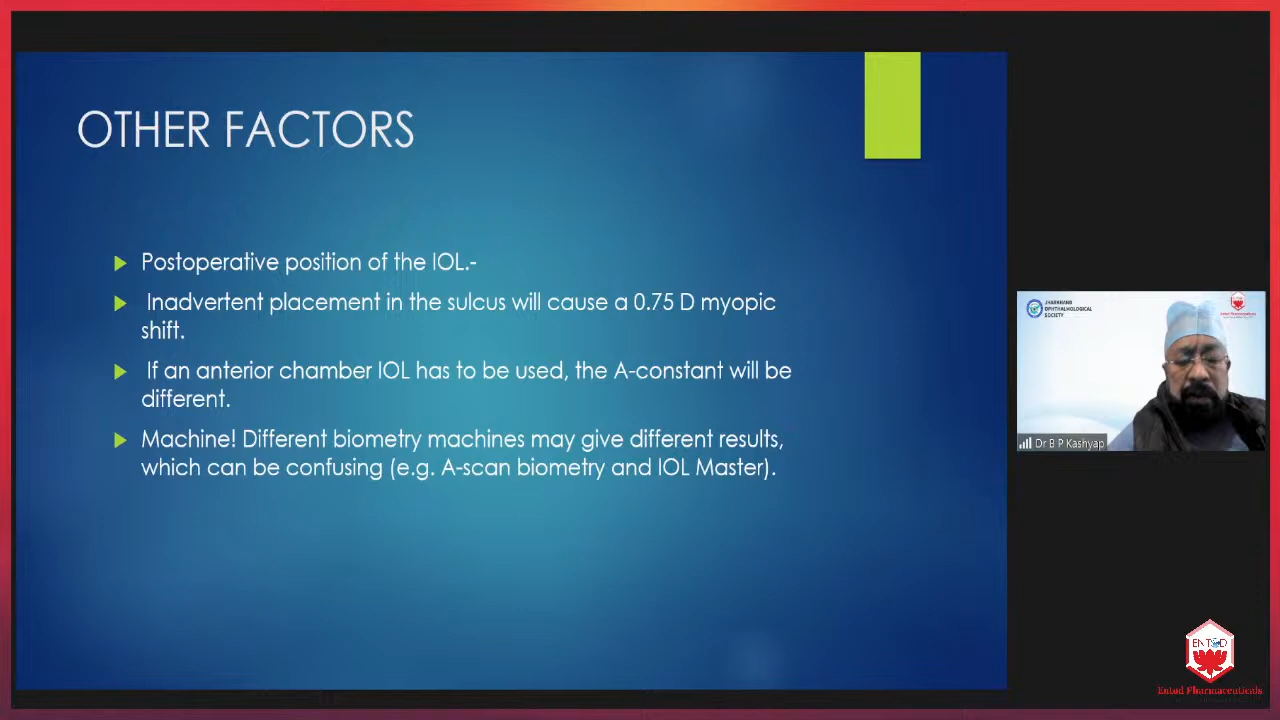 OTHER FACTORS
Postoperative position of the IOL.-
Inadvertent placement in the sulcus will cause a 0.75 D myopic
shift.
If an anterior chamber IOL has to be used, the A-constant will be
different.
Machine! Different biometry machines may give different results,
which can be confusing (e.g. A-scan biometry and IOL Master).
JHARKHAND
OPHTHALMOLOGICAL
SOCIETY
Dr B P Kashyap
ENTOD
Entod Pharmaceuticals